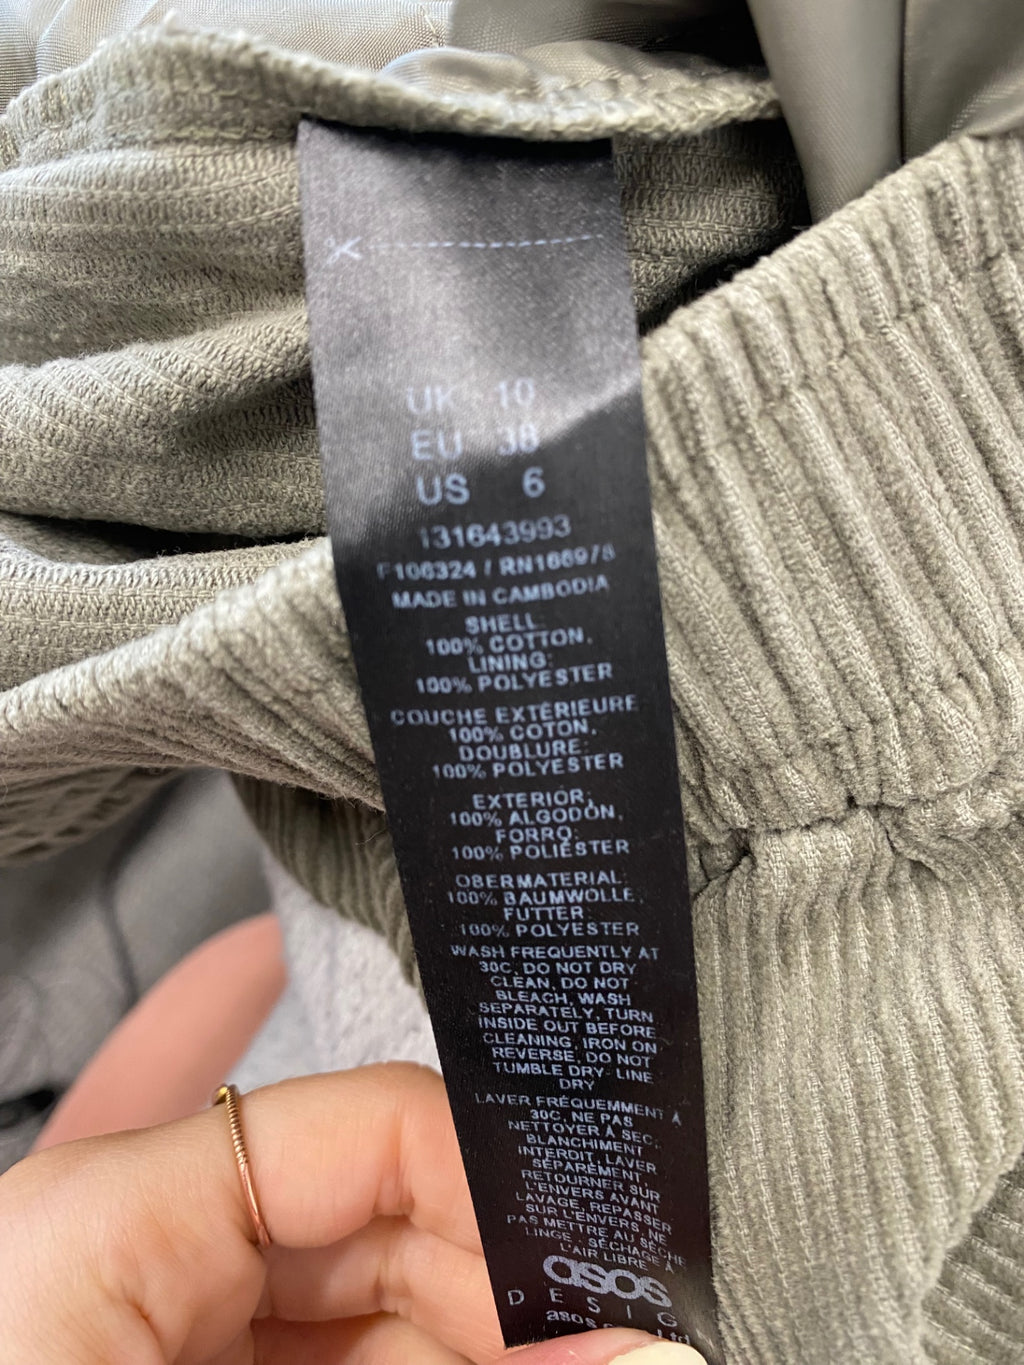 UK 10
EU 38
US 6
131643993
F106324 / RN166978
MADE IN CAMBODIA
SHELL:
100% COTTON,
LINING:
100% POLYESTER
COUCHE EXTÉRIEURE
100% COTON,
DOUBLURE:
100% POLYESTER
EXTERIOR:
100% ALGODÓN,
FORRO:
100% POLIÉSTER
OBERMATERIAL:
100% BAUMWOLLE,
FUTTER:
100% POLYESTER
WASH FREQUENTLY AT
30C, DO NOT DRY
CLEAN, DO NOT
BLEACH, WASH
SEPARATELY, TURN
INSIDE OUT BEFORE
CLEANING, IRON ON
REVERSE, DO NOT
TUMBLE DRY- LINE
DRY
LAVER FRÉQUEMMENT À
30C, NE PAS
NETTOYER À SEC,
BLANCHIMENT
INTERDIT, LAVER
SÉPARÉMENT,
RETOURNER SUR
L'ENVERS AVANT
LAVAGE, REPASSER
SUR L'ENVERS, NE
PAS METTRE AU SÈCHE
LINGE - SÉCHAGE À
L'AIR LIBRE
asos
DESIG
asos Ltd